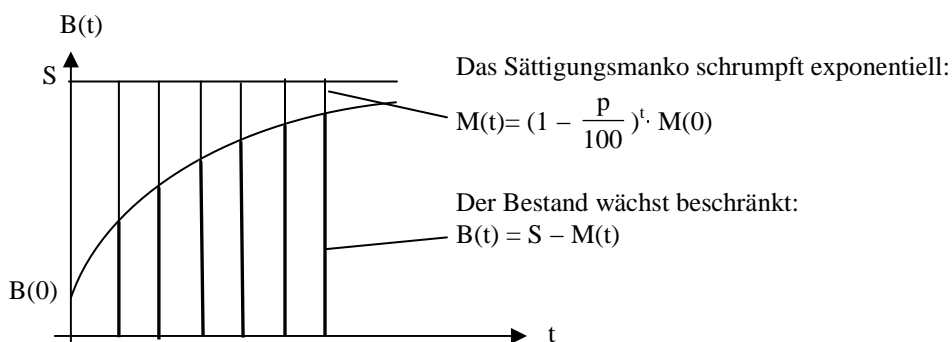 B(t)
S
Das Sättigungsmanko schrumpft exponentiell:
M(t)= (1 – p/100)^t· M(0)
Der Bestand wächst beschränkt:
B(t) = S – M(t)
B(0)
t